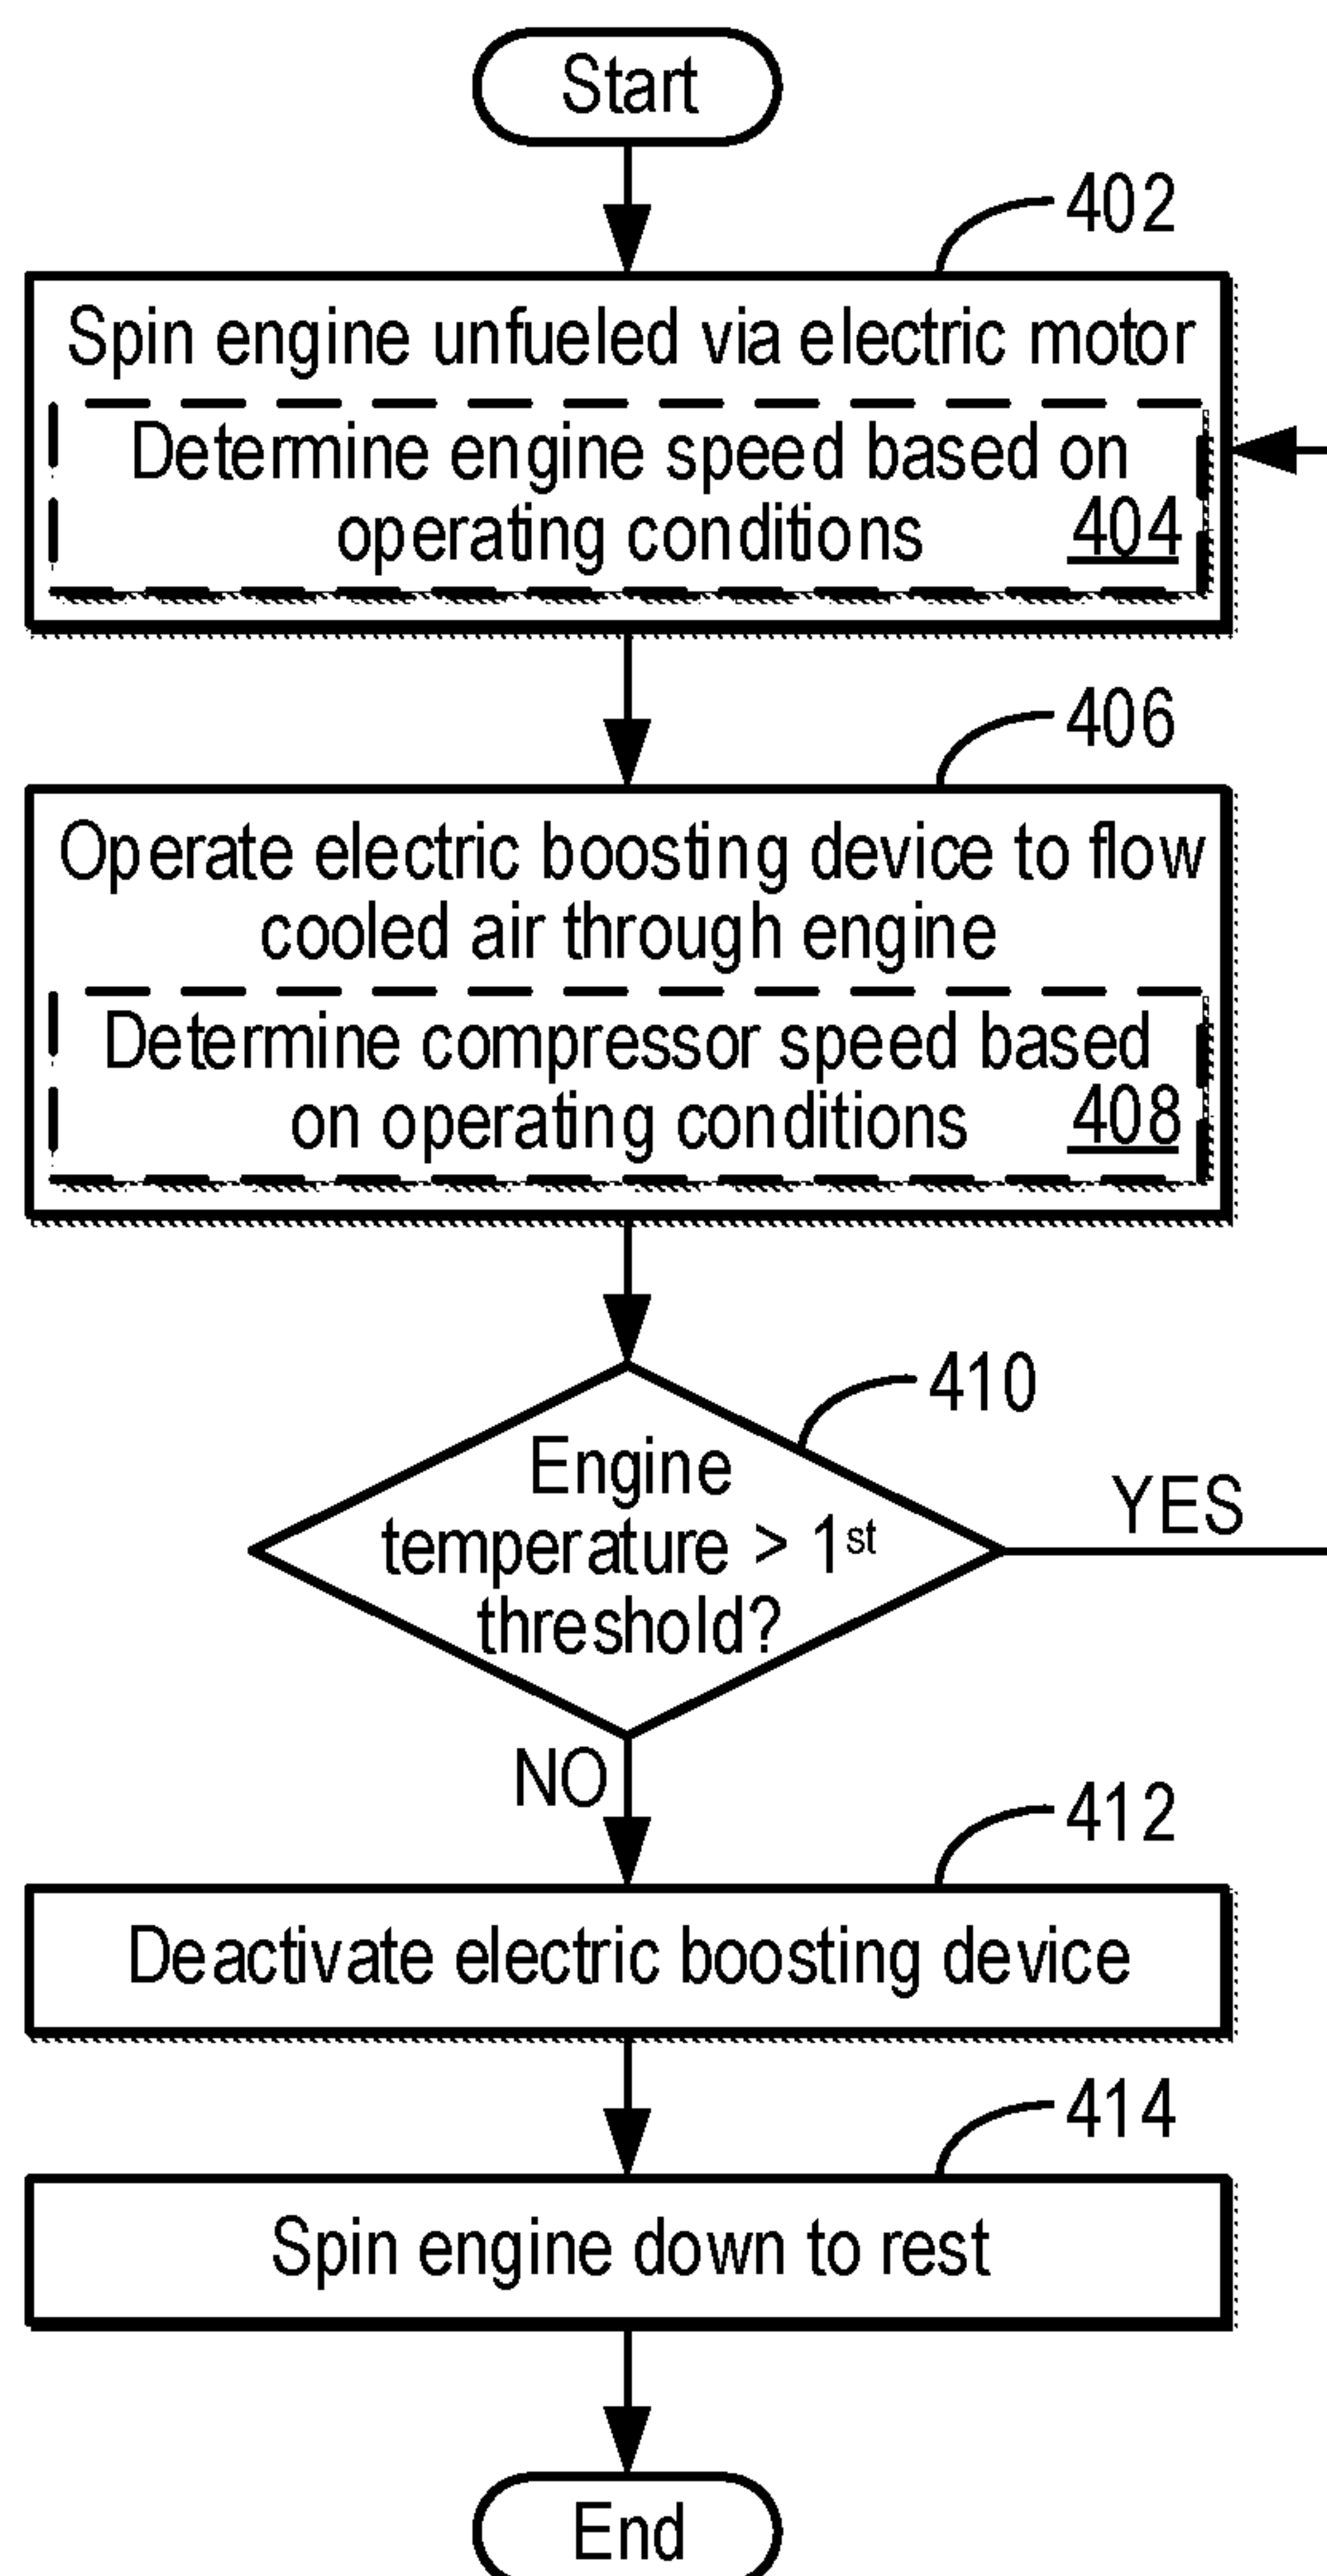 Start
402
Spin engine unfueled via electric motor
Determine engine speed based on
operating conditions 404
406
Operate electric boosting device to flow
cooled air through engine
Determine compressor speed based
on operating conditions 408
410
Engine
temperature > 1st
threshold?
YES
NO
412
Deactivate electric boosting device
414
Spin engine down to rest
End